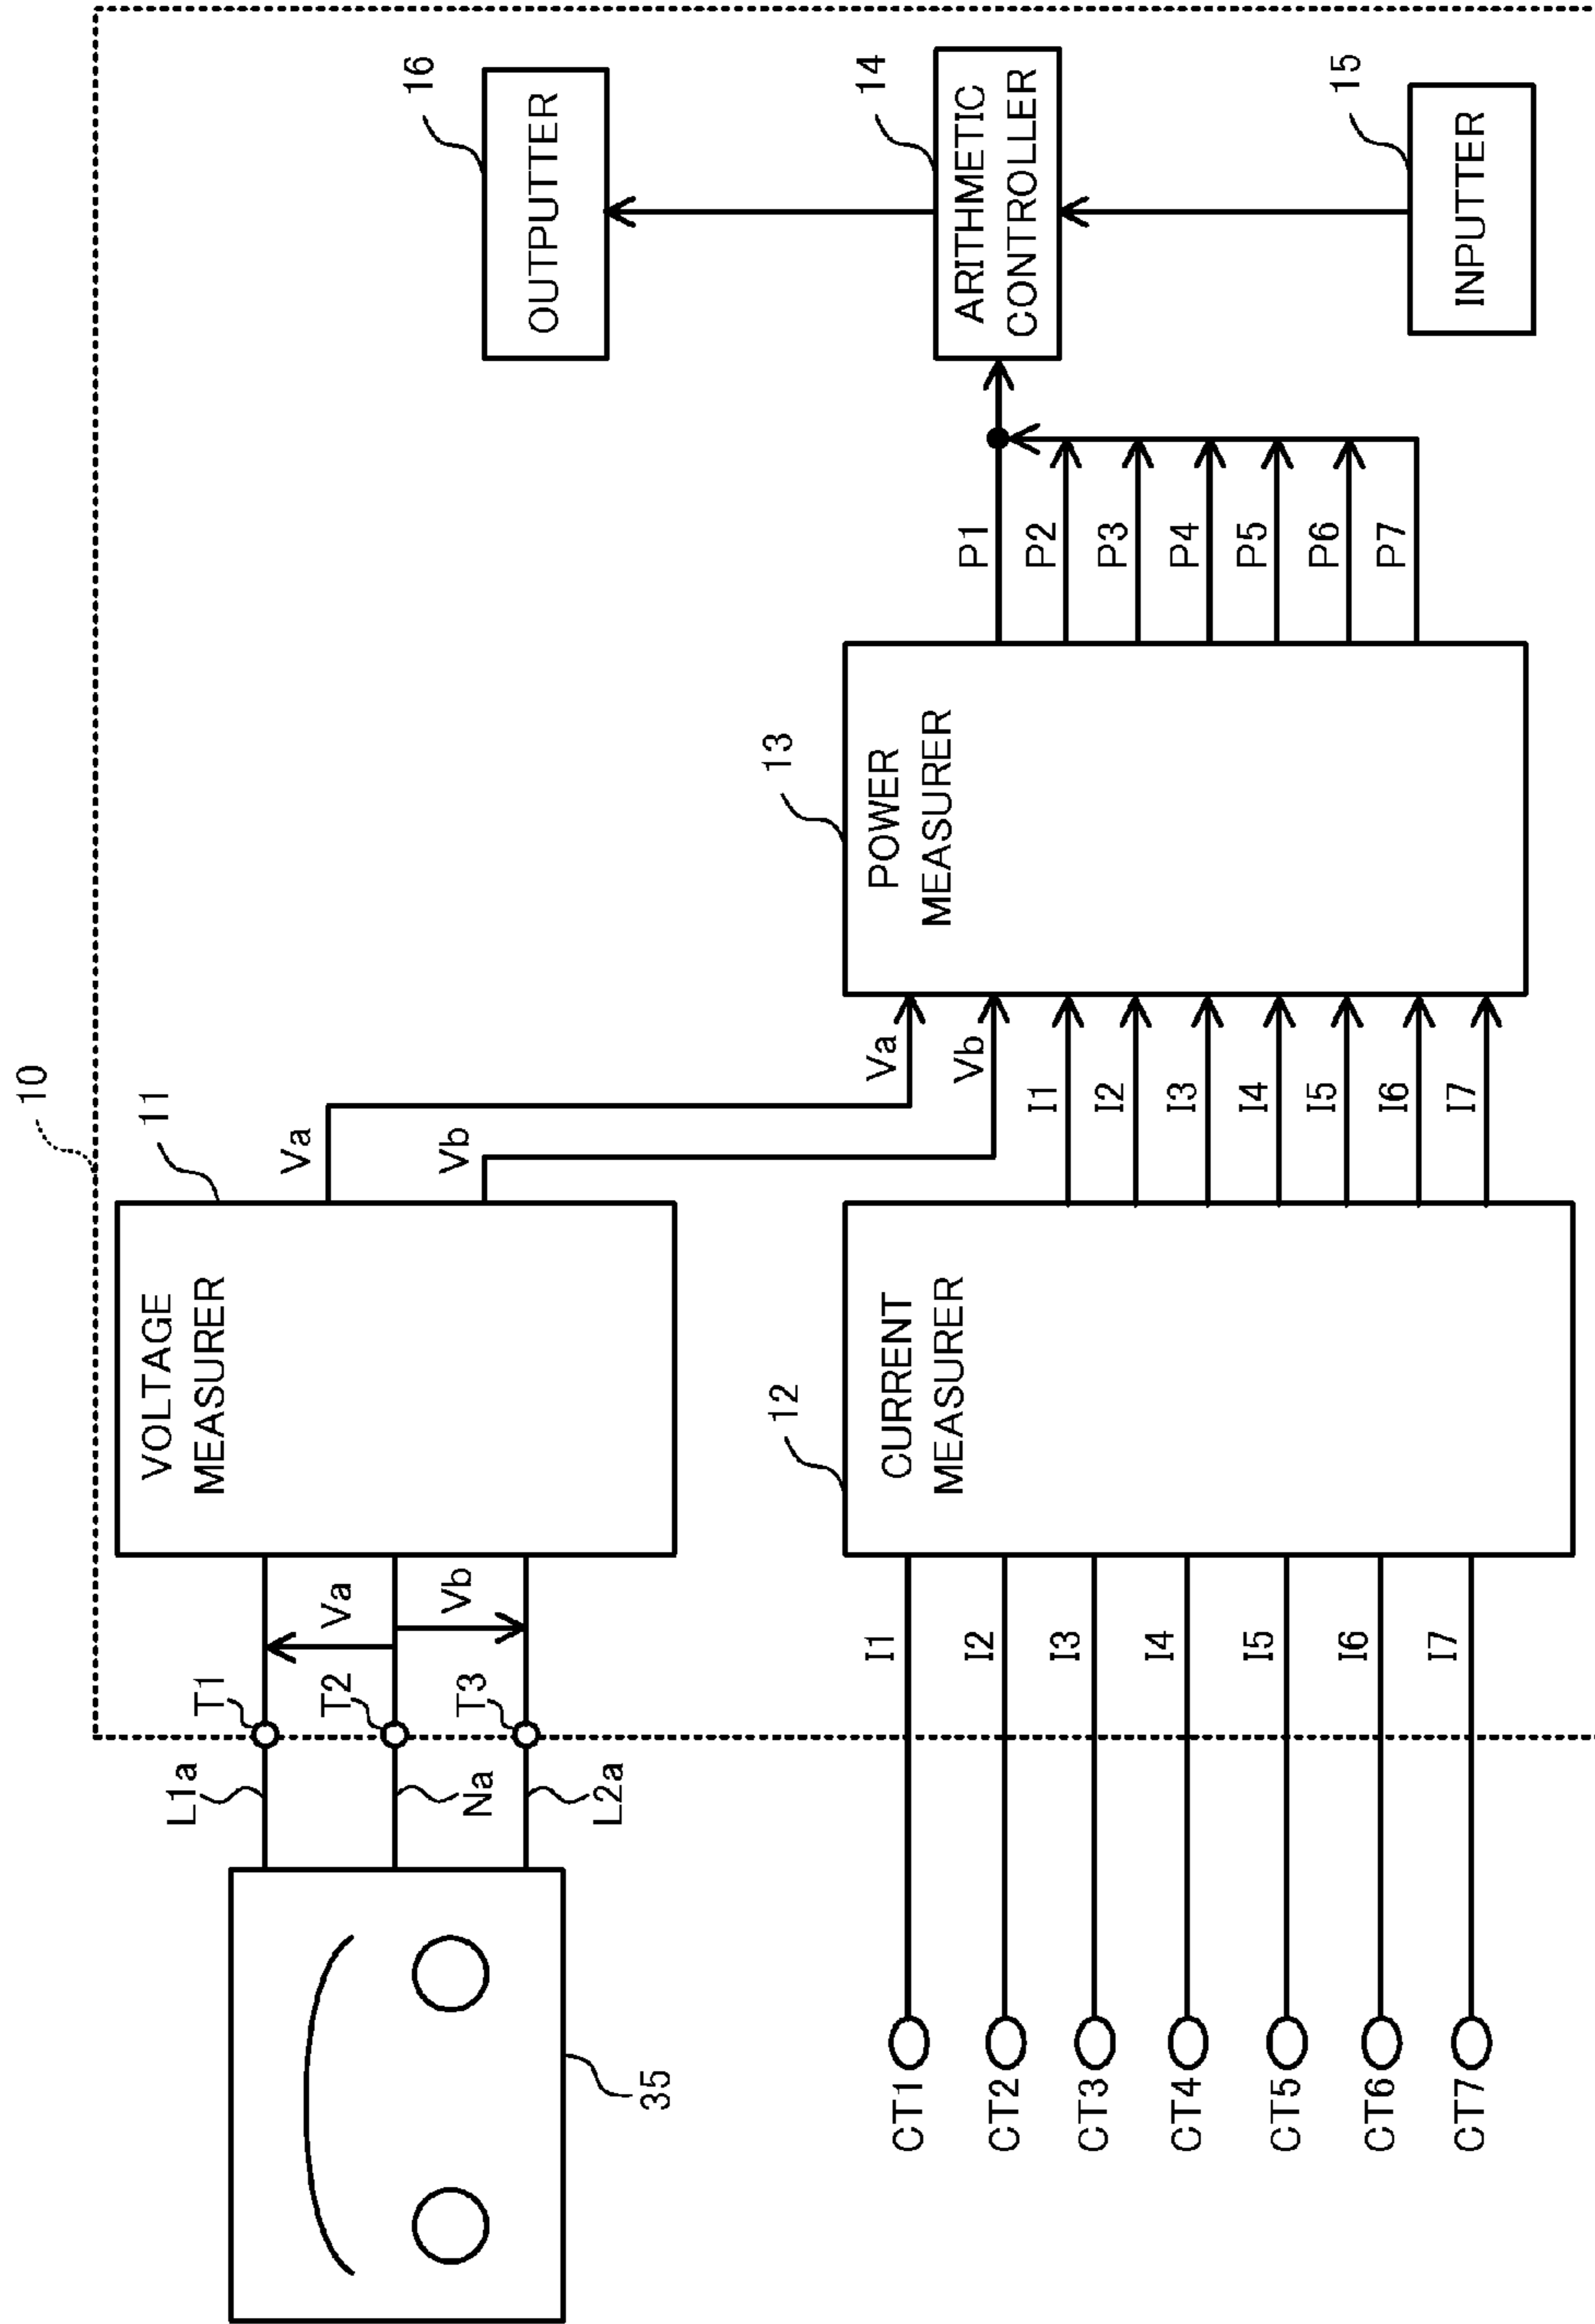 10
11
VOLTAGE
MEASURER
L1a
T1
Va
Va
Na
T2
Vb
Vb
L2a
T3
35
16
OUTPUTTER
12
CURRENT
MEASURER
13
POWER
MEASURER
Va
Vb
14
ARITHMETIC
CONTROLLER
15
INPUTTER
CT1
I1
I1
P1
CT2
I2
I2
P2
CT3
I3
I3
P3
CT4
I4
I4
P4
CT5
I5
I5
P5
CT6
I6
I6
P6
CT7
I7
I7
P7